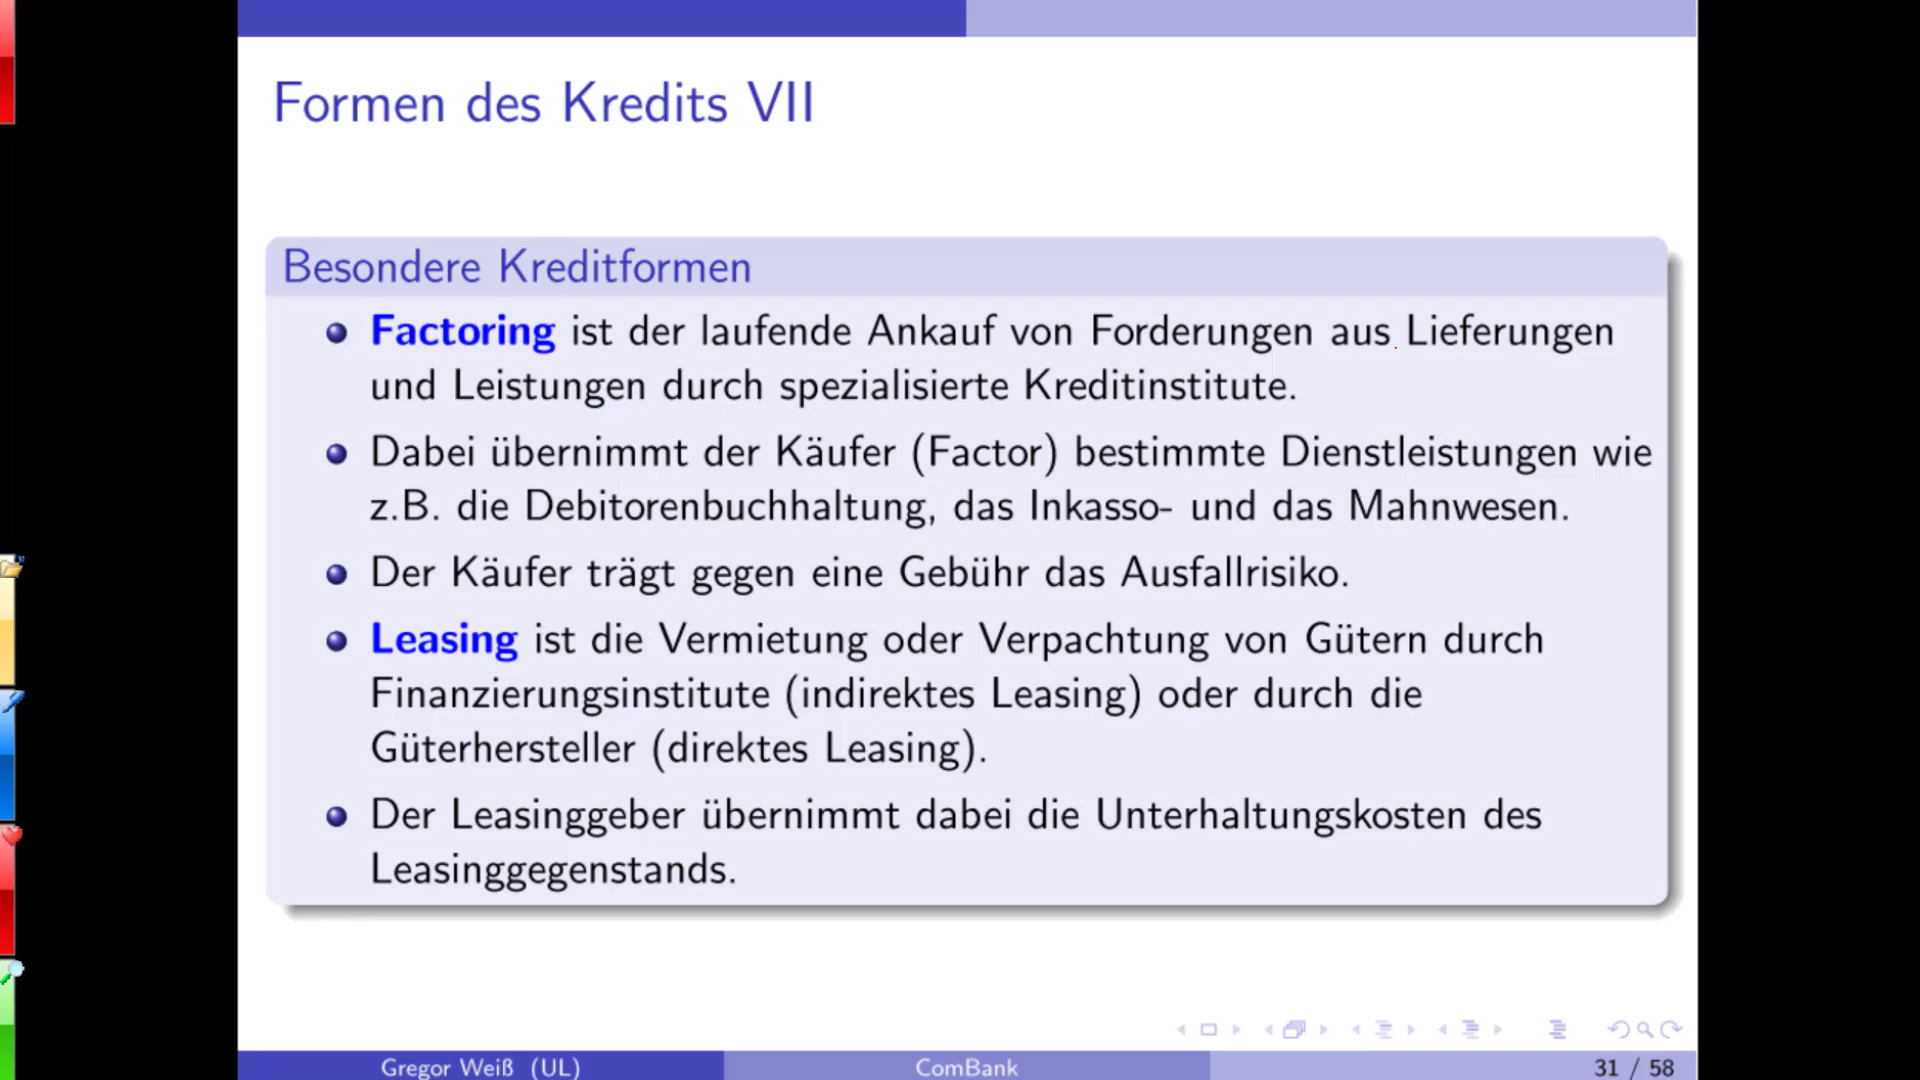 Formen des Kredits VII
Besondere Kreditformen
Factoring ist der laufende Ankauf von Forderungen aus Lieferungen
und Leistungen durch spezialisierte Kreditinstitute.
Dabei übernimmt der Käufer (Factor) bestimmte Dienstleistungen wie
z.B. die Debitorenbuchhaltung, das Inkasso- und das Mahnwesen.
Der Käufer trägt gegen eine Gebühr das Ausfallrisiko.
Leasing ist die Vermietung oder Verpachtung von Gütern durch
Finanzierungsinstitute (indirektes Leasing) oder durch die
Güterhersteller (direktes Leasing).
Der Leasinggeber übernimmt dabei die Unterhaltungskosten des
Leasinggegenstands.
Gregor Weiß (UL) ComBank 31 / 58